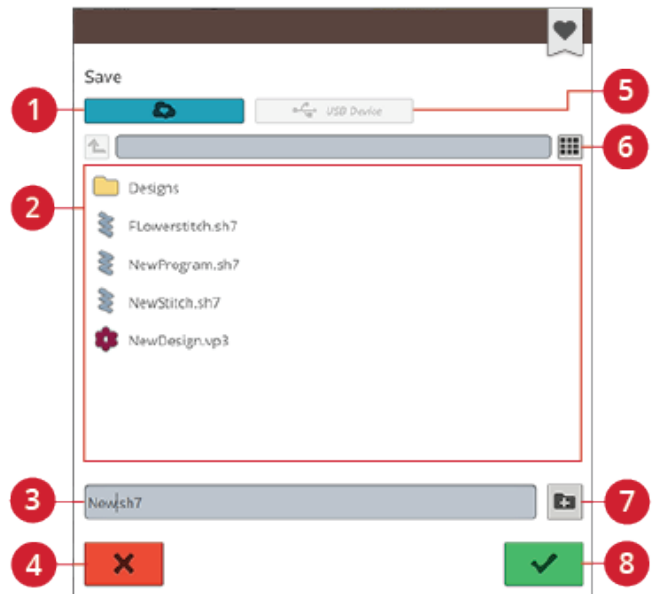 Save
1
5
USB Device
6
2
Designs
FLowerstitch.sh7
NewProgram.sh7
NewStitch.sh7
NewDesign.vp3
3
New.sh7
7
4
8